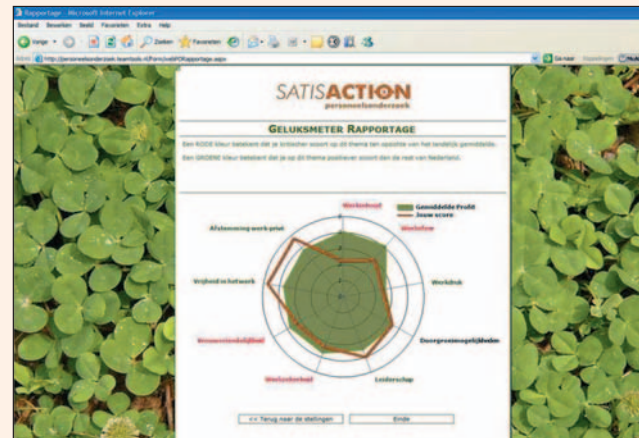 Rapportage - Microsoft Internet Explorer
Bestand Bewerken Beeld Favorieten Extra Help
Vorige Zoeken Favorieten
Ga naar
SATISACTION
personeelsonderzoek
GELUKSMETER RAPPORTAGE
Een RODE kleur betekent dat je kritischer scoort op dit thema ten opzichte van het landelijk gemiddelde.
Een GROENE kleur betekent dat je op dit thema positiever scoort dan de rest van Nederland.
Gemiddelde Profil
Jouw score
Afstemming werk-privé
Werkdruk
Vrijheid in het werk
Doorgroeimogelijkheden
Leiderschap
<< Terug naar de stellingen
Einde